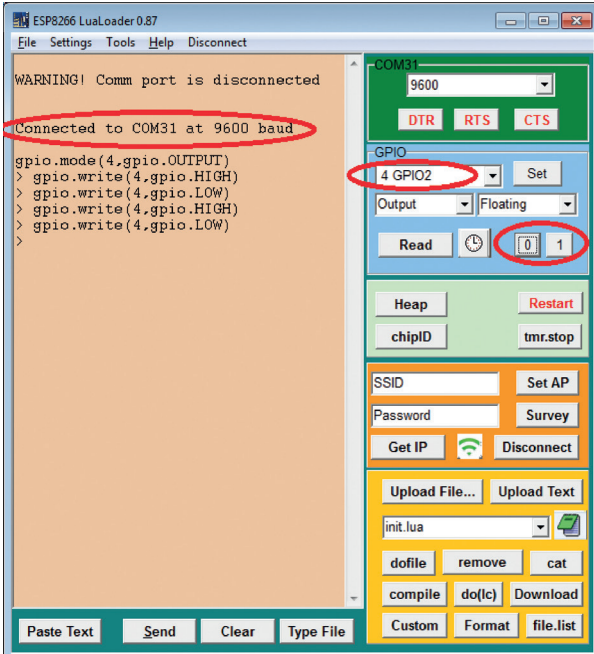 ESP8266 LuaLoader 0.87
File Settings Tools Help Disconnect
WARNING! Comm port is disconnected
Connected to COM31 at 9600 baud
gpio.mode(4,gpio.OUTPUT)
> gpio.write(4,gpio.HIGH)
> gpio.write(4,gpio.LOW)
> gpio.write(4,gpio.HIGH)
> gpio.write(4,gpio.LOW)
>
COM31
9600
DTR RTS CTS
GPIO
4 GPIO2 Set
Output Floating
Read 0 1
Heap Restart
chipID tmr.stop
SSID Set AP
Password Survey
Get IP Disconnect
Upload File... Upload Text
init.lua
dofile remove cat
compile do(lc) Download
Custom Format file.list
Paste Text Send Clear Type File